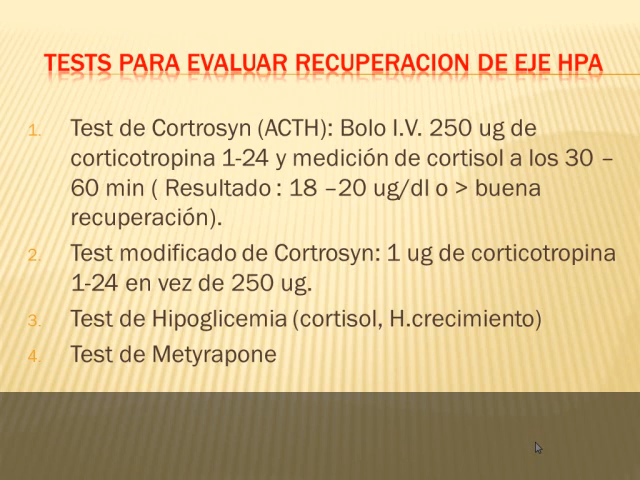 TESTS PARA EVALUAR RECUPERACION DE EJE HPA
1. Test de Cortrosyn (ACTH): Bolo I.V. 250 ug de
corticotropina 1-24 y medición de cortisol a los 30 –
60 min ( Resultado : 18 –20 ug/dl o > buena
recuperación).
2. Test modificado de Cortrosyn: 1 ug de corticotropina
1-24 en vez de 250 ug.
3. Test de Hipoglicemia (cortisol, H.crecimiento)
4. Test de Metyrapone